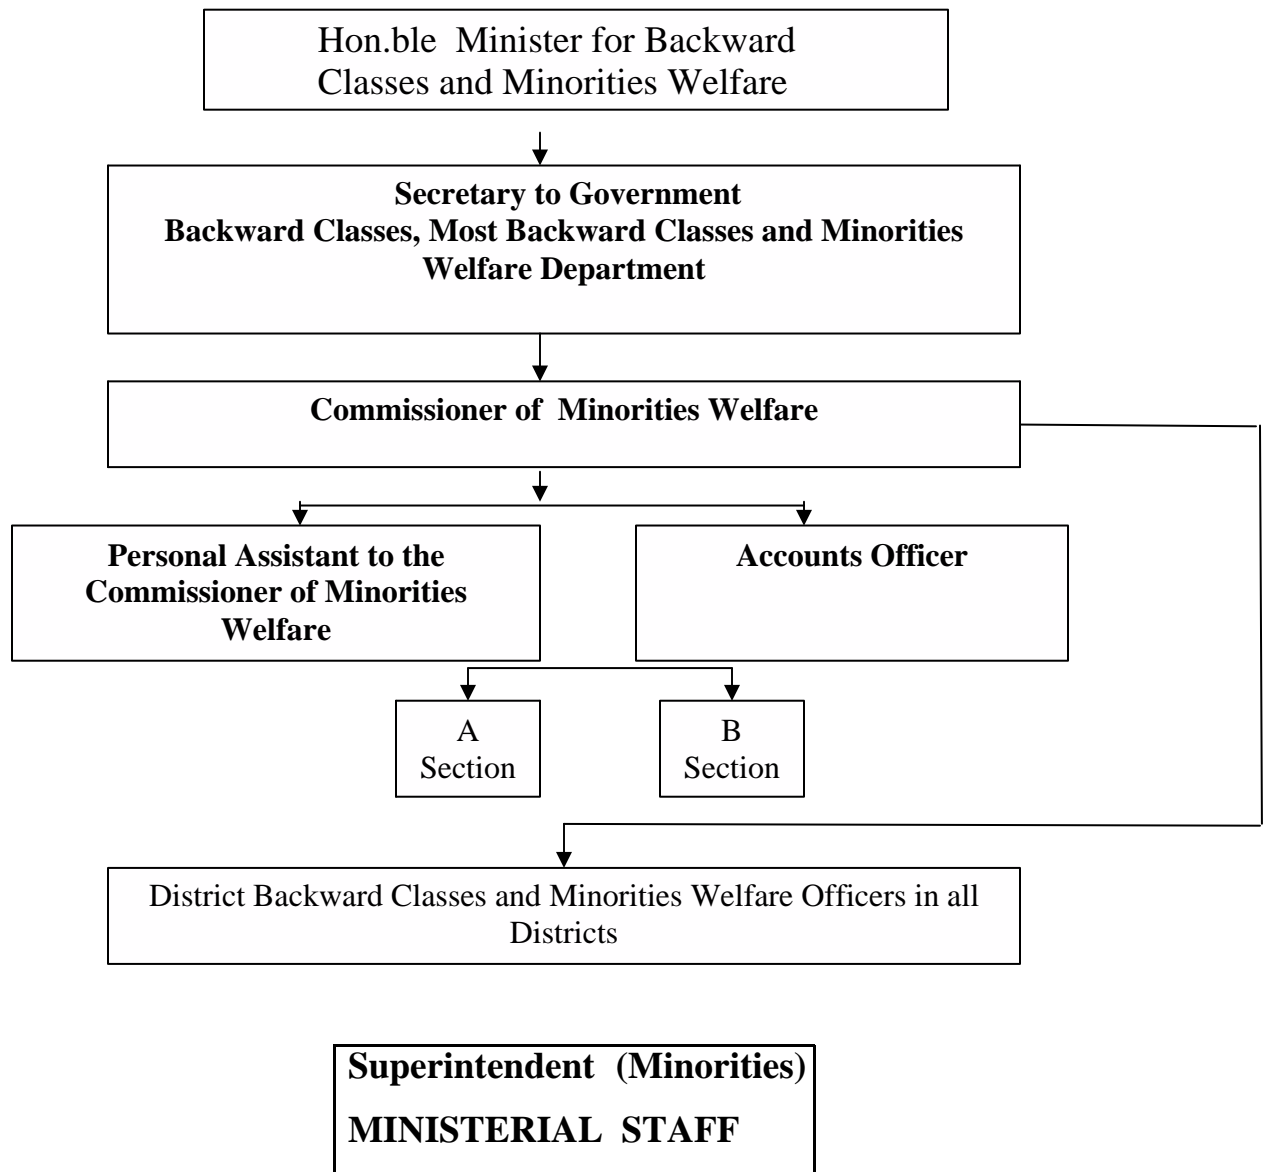 Hon.ble Minister for Backward
Classes and Minorities Welfare
Secretary to Government
Backward Classes, Most Backward Classes and Minorities
Welfare Department
Commissioner of Minorities Welfare
Personal Assistant to the
Commissioner of Minorities
Welfare
Accounts Officer
A
Section
B
Section
District Backward Classes and Minorities Welfare Officers in all
Districts
Superintendent (Minorities)
MINISTERIAL STAFF